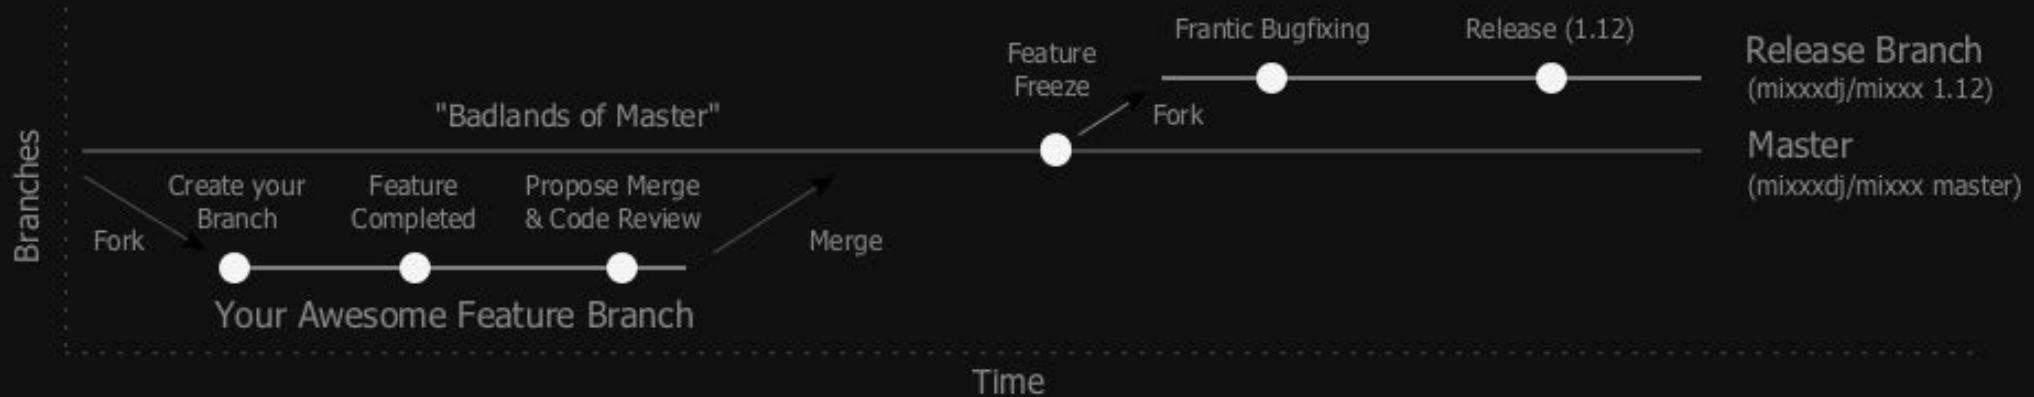 Frantic Bugfixing
Release (1.12)
Feature
Freeze
Release Branch
(mixxxdj/mixxx 1.12)
"Badlands of Master"
Fork
Master
(mixxxdj/mixxx master)
Branches
Create your
Branch
Feature
Completed
Propose Merge
& Code Review
Fork
Merge
Your Awesome Feature Branch
Time